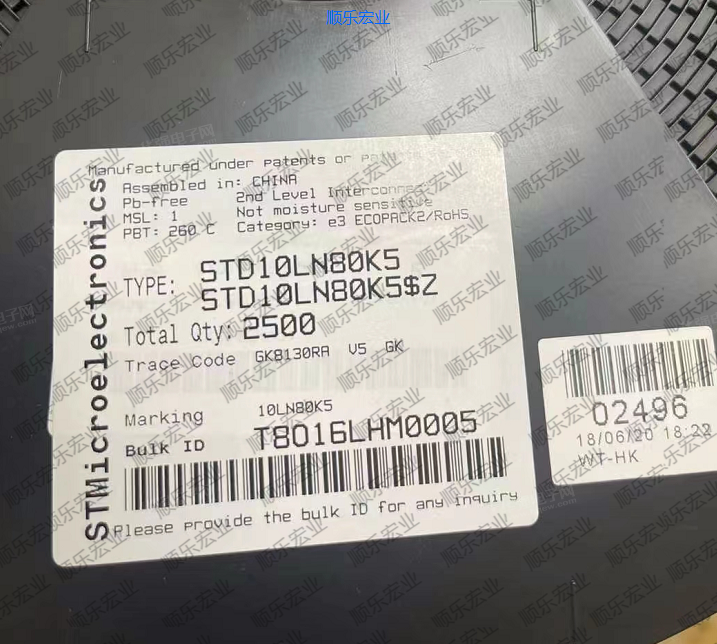 顺乐宏业
Manufactured under patents or
Assembled in: CHINA
Pb-free 2nd Level Interconnect
MSL: 1 Not moisture sensitive
PBT: 260 C Category: e3 ECOPACK2/RoHS
TYPE: STD10LN80K5
STD10LN80K5$Z
Total Qty: 2500
Trace Code GK8130RA V5 GK
Marking 10LN80K5
Bulk ID T8016LHM0005
Please provide the bulk ID for any inquiry
STMicroelectronics
02496
18/06/20 18:22
WT-HK